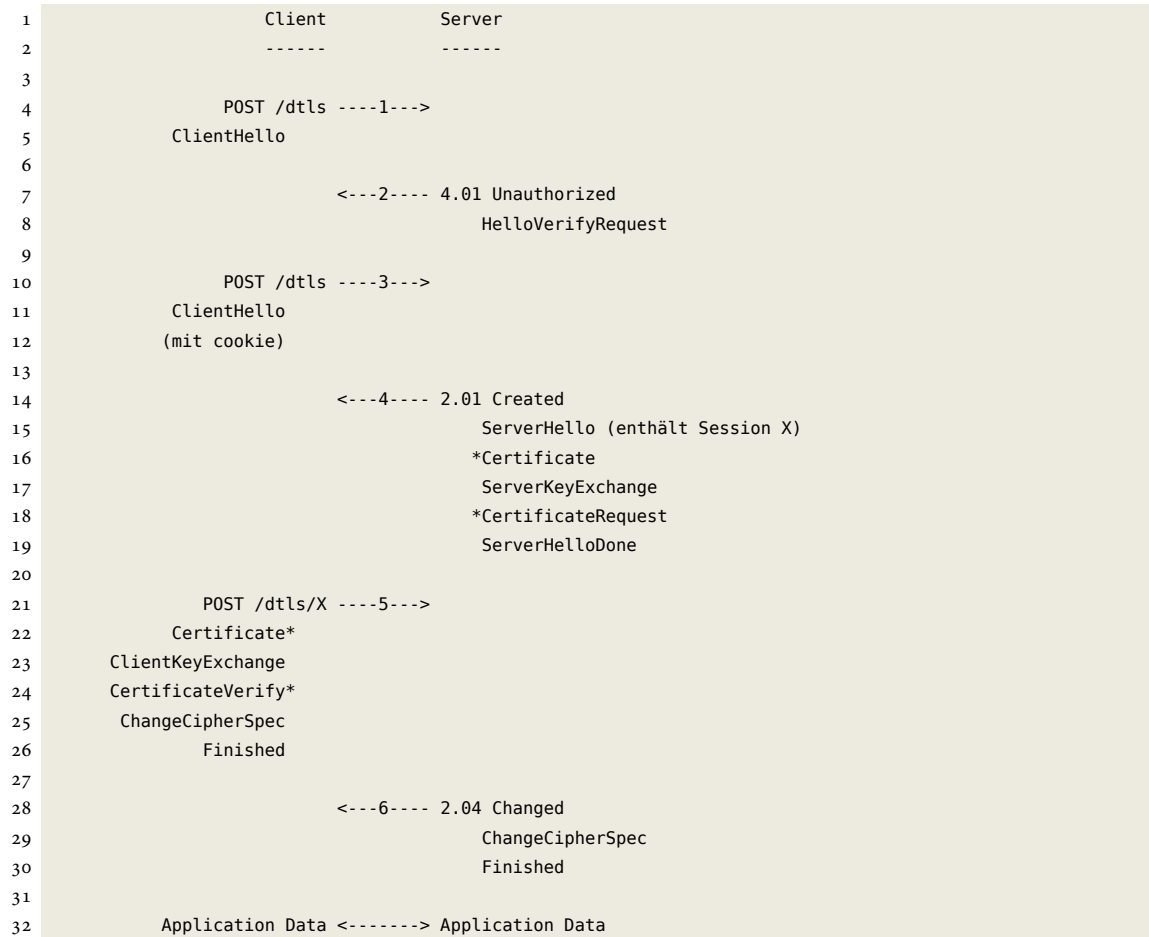 1 Client Server
2 ------ ------
3
4 POST /dtls ----1--->
5 ClientHello
6
7 <---2---- 4.01 Unauthorized
8 HelloVerifyRequest
9
10 POST /dtls ----3--->
11 ClientHello
12 (mit cookie)
13
14 <---4---- 2.01 Created
15 ServerHello (enthält Session X)
16 *Certificate
17 ServerKeyExchange
18 *CertificateRequest
19 ServerHelloDone
20
21 POST /dtls/X ----5--->
22 Certificate*
23 ClientKeyExchange
24 CertificateVerify*
25 ChangeCipherSpec
26 Finished
27
28 <---6---- 2.04 Changed
29 ChangeCipherSpec
30 Finished
31
32 Application Data <-------> Application Data